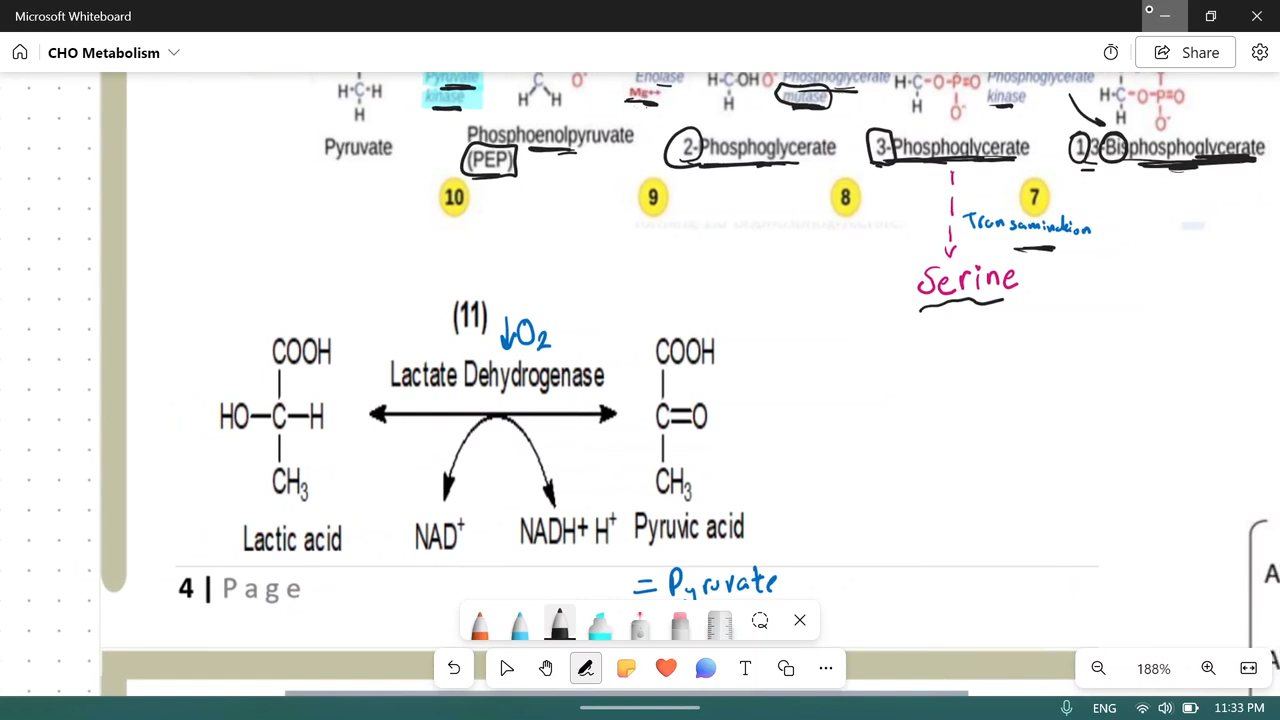 Microsoft Whiteboard
CHO Metabolism
Share
H-C-H
H
Pyruvate
Pyruvate
kinase
C O⁻
H H
Phosphoenolpyruvate
(PEP)
Enolase
Mg++
H-C-OH O⁻
H
2-Phosphoglycerate
Phosphoglycerate
mutase
H-C-O-P=O
H O⁻
3-Phosphoglycerate
Phosphoglycerate
kinase
H-C-O-P=O
H O⁻
1,3-Bisphosphoglycerate
10
9
8
7
Transamination
Serine
(11)
↓O₂
Lactate Dehydrogenase
COOH
HO-C-H
CH₃
Lactic acid
NAD⁺
NADH+ H⁺
COOH
C=O
CH₃
Pyruvic acid
= Pyruvate
4 | Page
A
T
188%
ENG
11:33 PM